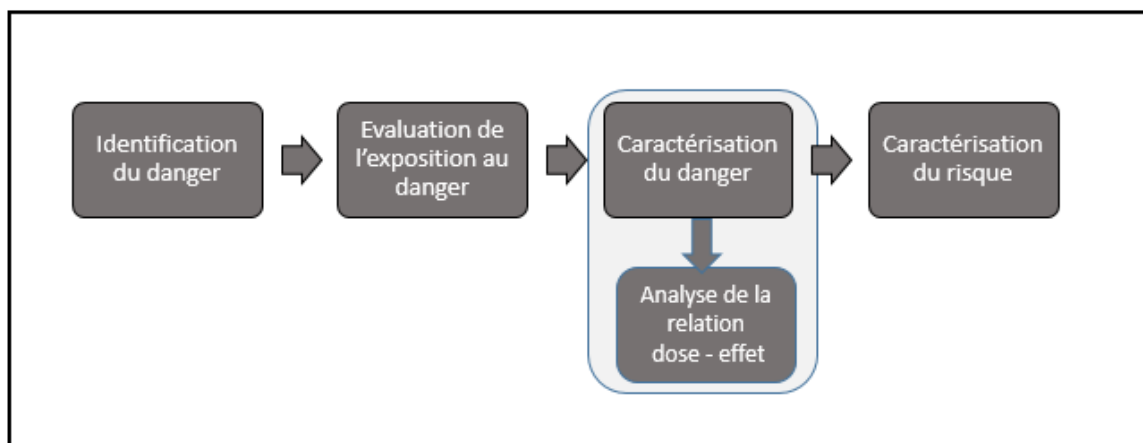 Identification
du danger
Evaluation de
l'exposition au
danger
Caractérisation
du danger
Caractérisation
du risque
Analyse de la
relation
dose - effet